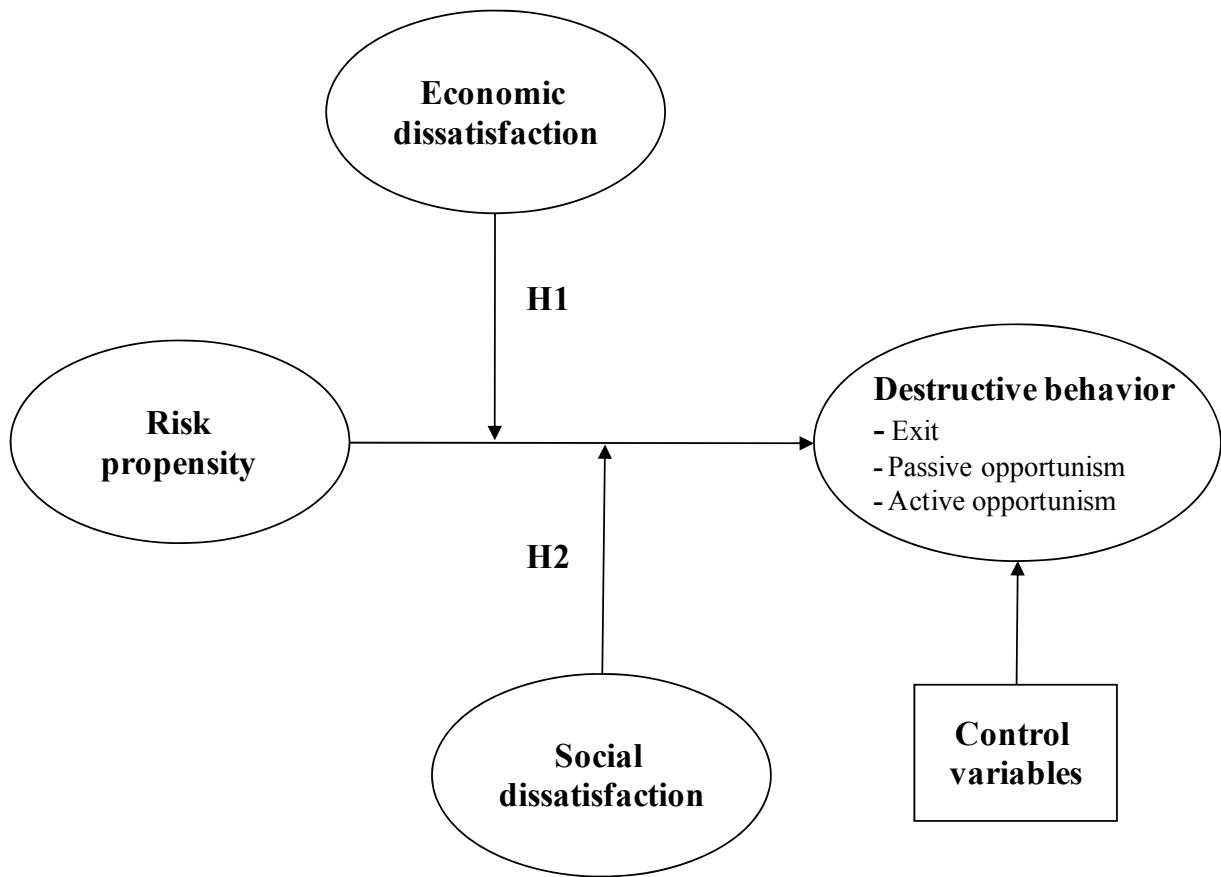 Economic
dissatisfaction
H1
Risk
propensity
Destructive behavior
- Exit
- Passive opportunism
- Active opportunism
H2
Social
dissatisfaction
Control
variables